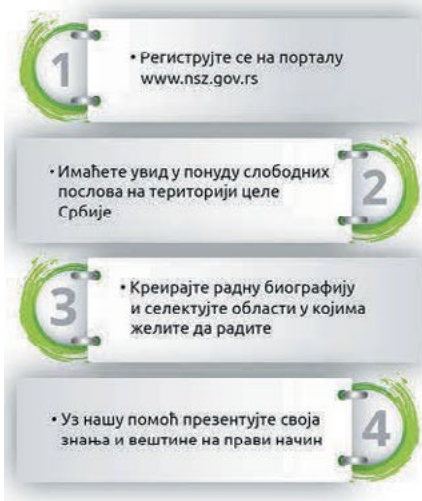 1
• Региструјте се на порталу
www.nsz.gov.rs
• Имаћете увид у понуду слободних
послова на територији целе
Србије
2
3
• Креирајте радну биографију
и селектујте области у којима
желите да радите
• Уз нашу помоћ презентујте своја
знања и вештине на прави начин
4